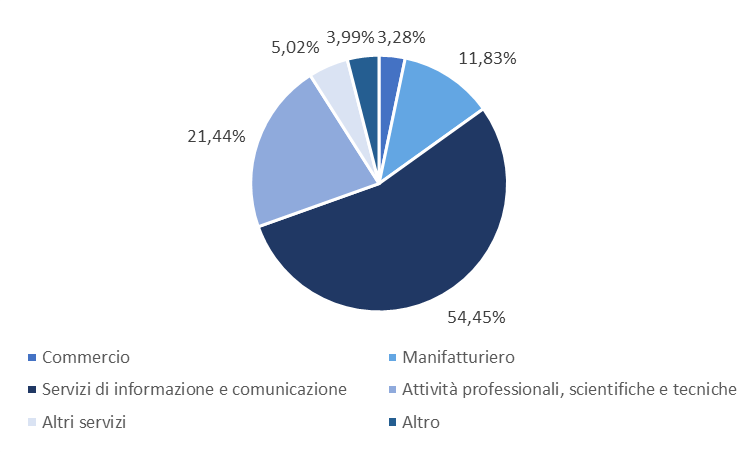 3,99%
3,28%
5,02%
11,83%
21,44%
54,45%
Commercio
Manifatturiero
Servizi di informazione e comunicazione
Attività professionali, scientifiche e tecniche
Altri servizi
Altro